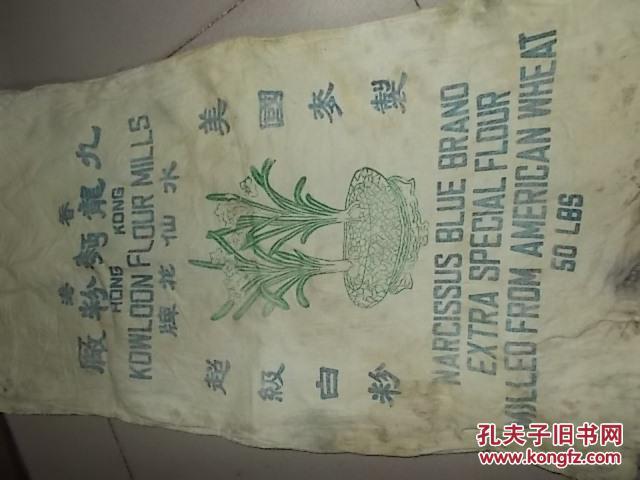 香港
九龍麵粉廠
HONG KONG
KOWLOON FLOUR MILLS
水仙花牌
美國麥製
超級白粉
NARCISSUS BLUE BRAND
EXTRA SPECIAL FLOUR
MILLED FROM AMERICAN WHEAT
50 LBS
孔夫子旧书网
www.kongfz.com